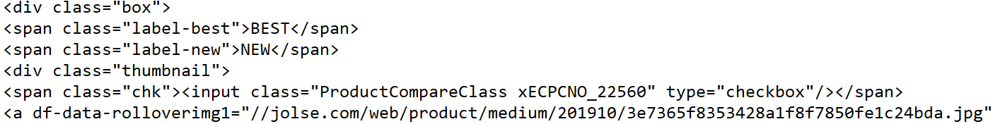 <div class="box">
<span class="label-best">BEST</span>
<span class="label-new">NEW</span>
<div class="thumbnail">
<span class="chk"><input class="ProductCompareClass xECPCNO_22560" type="checkbox"/></span>
<a df-data-rolloverimg1="//jolse.com/web/product/medium/201910/3e7365f8353428a1f8f7850fe1c24bda.jpg"